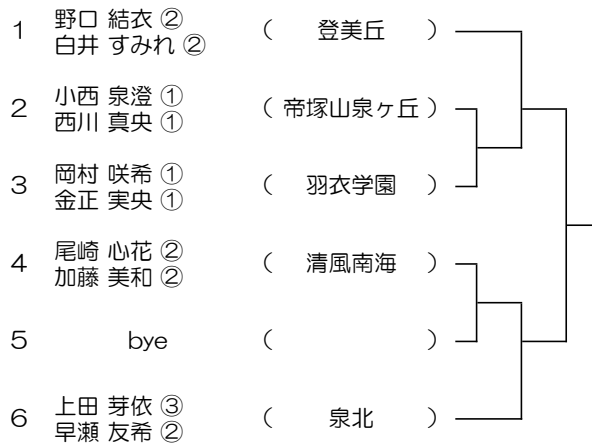 1 野口 結衣 ② ( 登美丘 )
白井 すみれ ②
2 小西 泉澄 ① ( 帝塚山泉ヶ丘 )
西川 真央 ①
3 岡村 咲希 ① ( 羽衣学園 )
金正 実央 ①
4 尾崎 心花 ② ( 清風南海 )
加藤 美和 ②
5 bye ( )
6 上田 芽依 ③ ( 泉北 )
早瀬 友希 ②